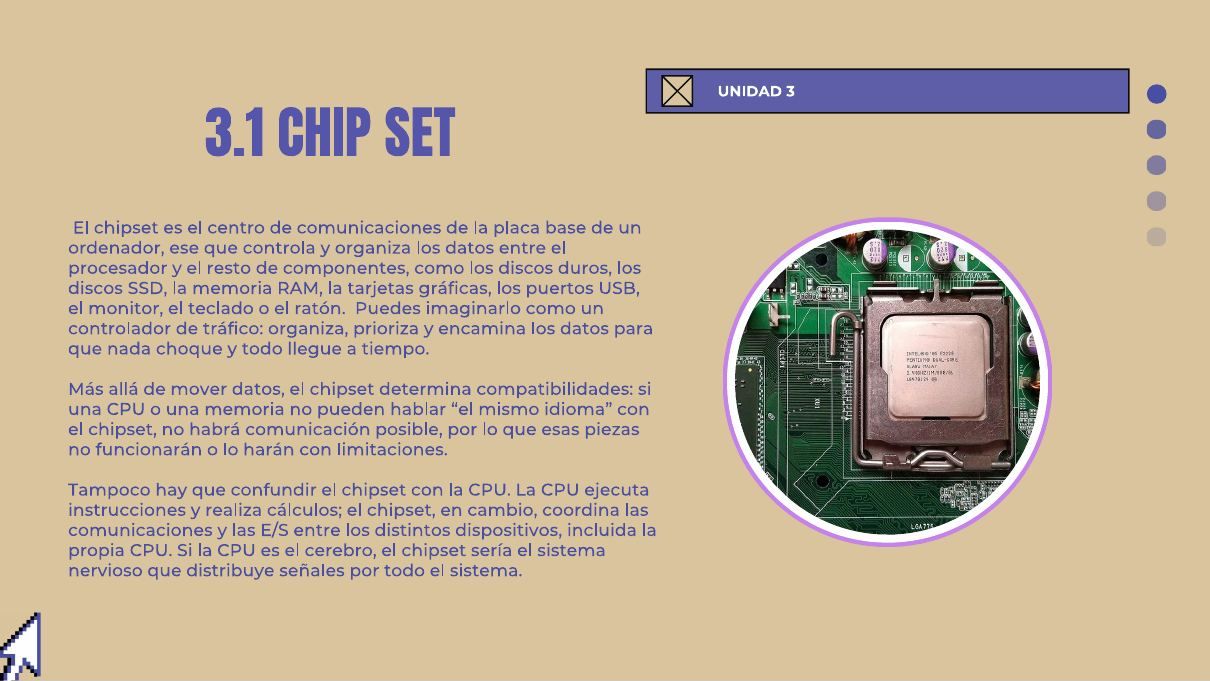 UNIDAD 3
3.1 CHIP SET
El chipset es el centro de comunicaciones de la placa base de un
ordenador, ese que controla y organiza los datos entre el
procesador y el resto de componentes, como los discos duros, los
discos SSD, la memoria RAM, la tarjetas gráficas, los puertos USB,
el monitor, el teclado o el ratón.  Puedes imaginarlo como un
controlador de tráfico: organiza, prioriza y encamina los datos para
que nada choque y todo llegue a tiempo.
Más allá de mover datos, el chipset determina compatibilidades: si
una CPU o una memoria no pueden hablar “el mismo idioma” con
el chipset, no habrá comunicación posible, por lo que esas piezas
no funcionarán o lo harán con limitaciones.
Tampoco hay que confundir el chipset con la CPU. La CPU ejecuta
instrucciones y realiza cálculos; el chipset, en cambio, coordina las
comunicaciones y las E/S entre los distintos dispositivos, incluida la
propia CPU. Si la CPU es el cerebro, el chipset sería el sistema
nervioso que distribuye señales por todo el sistema.
LGA775